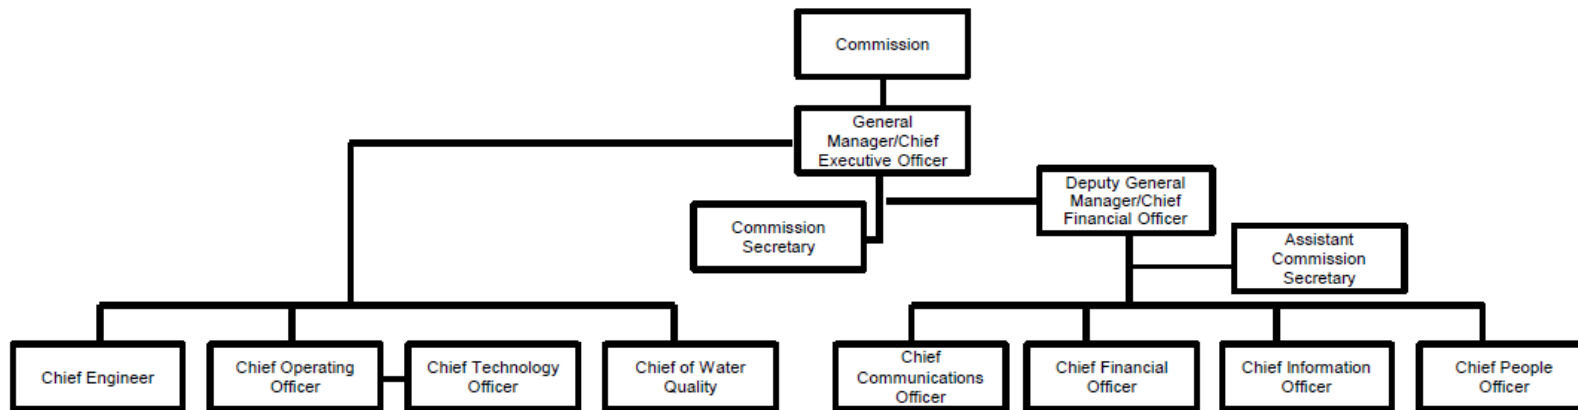 Commission
General
Manager/Chief
Executive Officer
Deputy General
Manager/Chief
Financial Officer
Commission
Secretary
Assistant
Commission
Secretary
Chief Engineer
Chief Operating
Officer
Chief Technology
Officer
Chief of Water
Quality
Chief
Communications
Officer
Chief Financial
Officer
Chief Information
Officer
Chief People
Officer